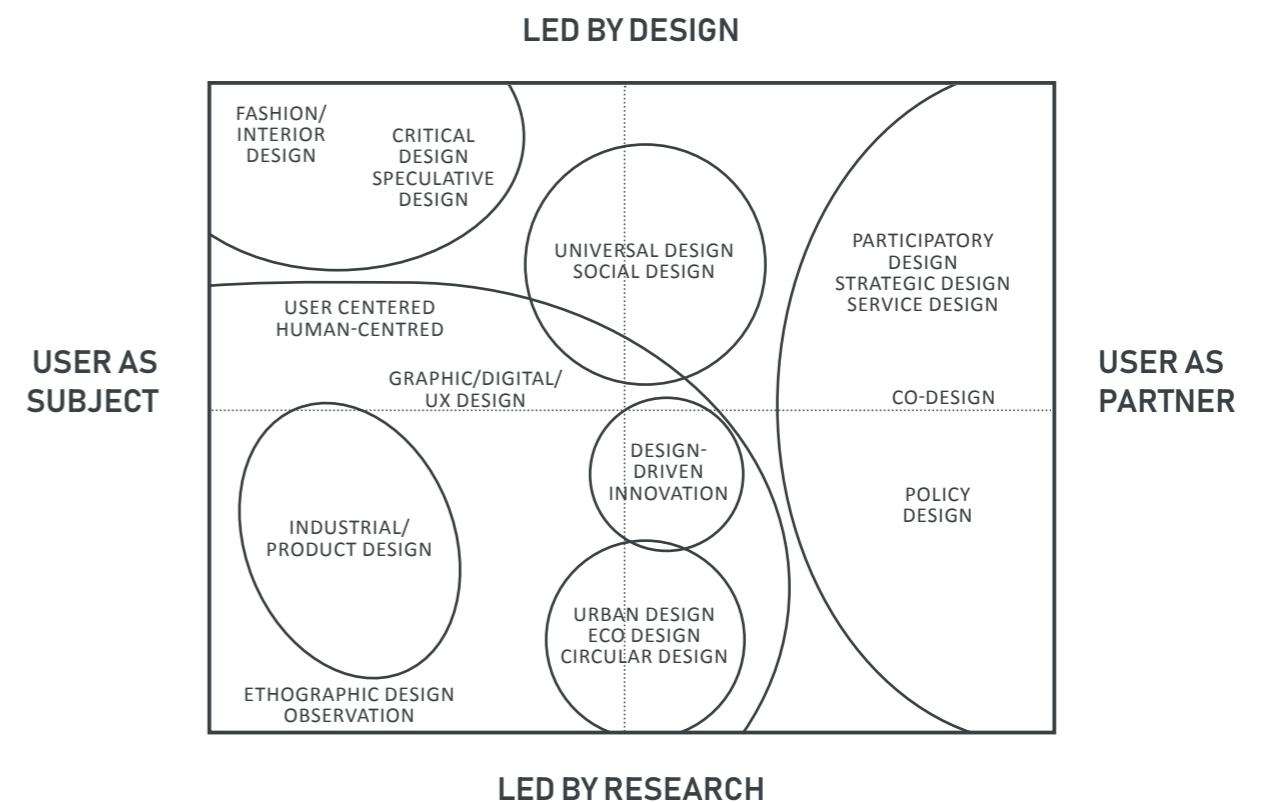 LED BY DESIGN
FASHION/
INTERIOR
DESIGN
CRITICAL
DESIGN
SPECULATIVE
DESIGN
UNIVERSAL DESIGN
SOCIAL DESIGN
PARTICIPATORY
DESIGN
STRATEGIC DESIGN
SERVICE DESIGN
USER CENTERED
HUMAN-CENTRED
USER AS
SUBJECT
GRAPHIC/DIGITAL/
UX DESIGN
CO-DESIGN
USER AS
PARTNER
DESIGN-
DRIVEN
INNOVATION
POLICY
DESIGN
INDUSTRIAL/
PRODUCT DESIGN
URBAN DESIGN
ECO DESIGN
CIRCULAR DESIGN
ETHOGRAPHIC DESIGN
OBSERVATION
LED BY RESEARCH